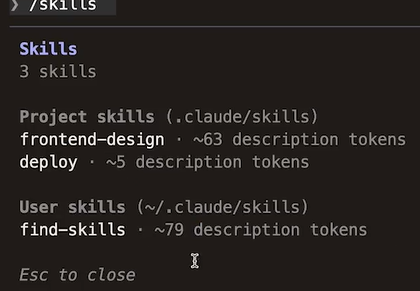 ❯ /skills
Skills
3 skills
Project skills (.claude/skills)
frontend-design · ~63 description tokens
deploy · ~5 description tokens
User skills (~/.claude/skills)
find-skills · ~79 description tokens
Esc to close